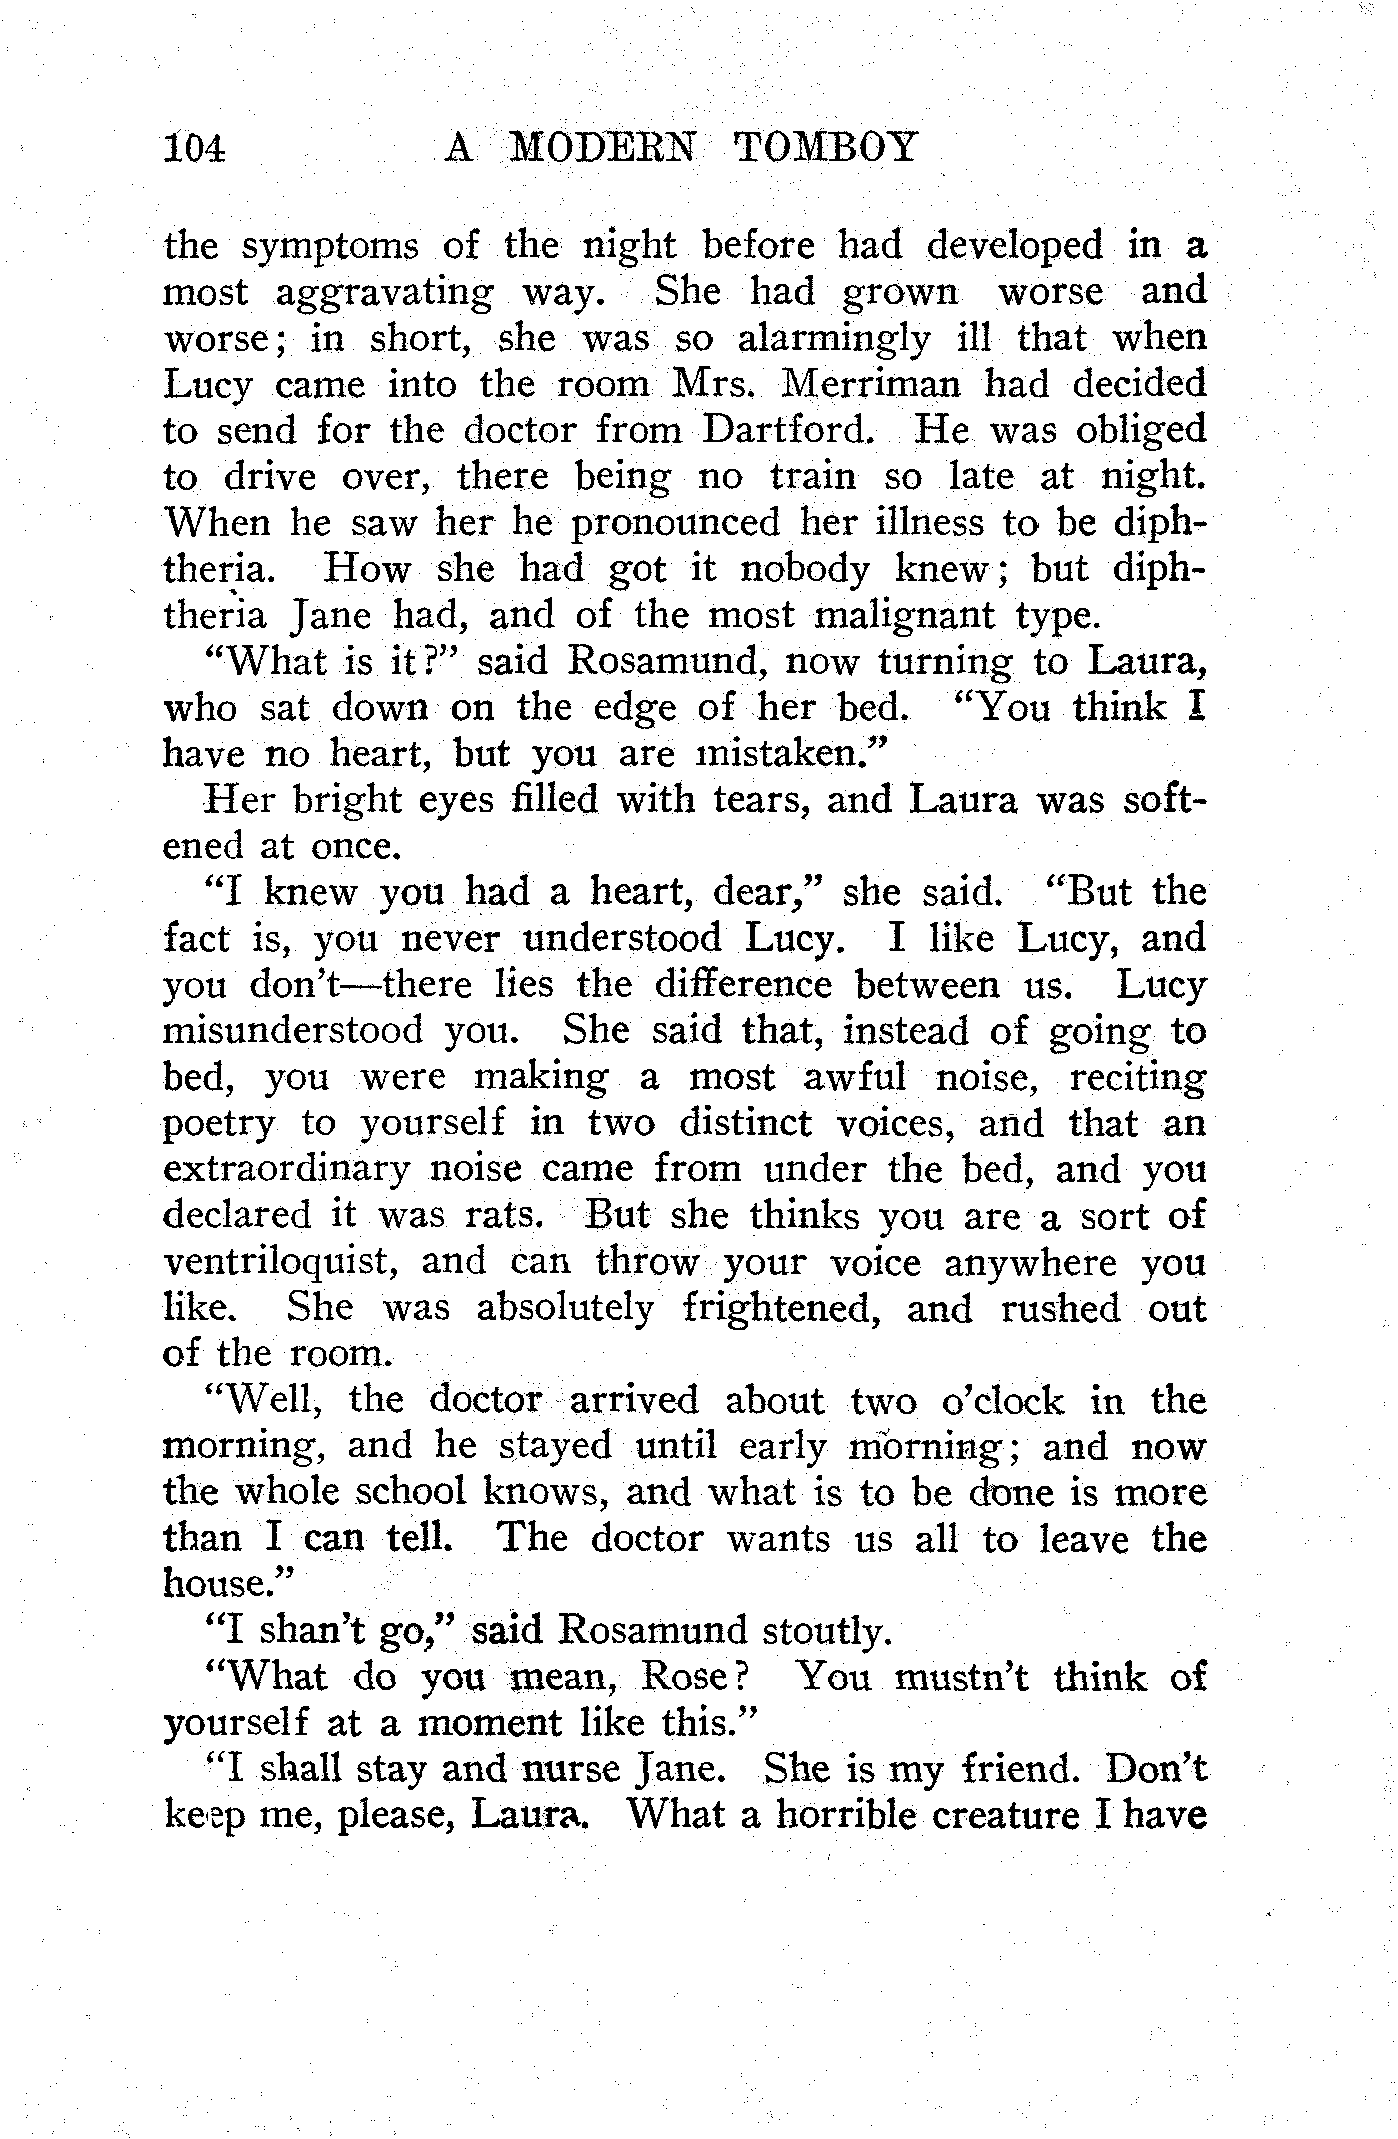 104 A MODERN TOMBOY
the symptoms of the night before had developed in a
most aggravating way. She had grown worse and
worse; in short, she was so alarmingly ill that when
Lucy came into the room Mrs. Merriman had decided
to send for the doctor from Dartford. He was obliged
to drive over, there being no train so late at night.
When he saw her he pronounced her illness to be diph-
theria. How she had got it nobody knew; but diph-
theria Jane had, and of the most malignant type.
“What is it?” said Rosamund, now turning to Laura,
who sat down on the edge of her bed. “You think I
have no heart, but you are mistaken.”
Her bright eyes filled with tears, and Laura was soft-
ened at once.
“I knew you had a heart, dear,” she said. “But the
fact is, you never understood Lucy. I like Lucy, and
you don’t—there lies the difference between us. Lucy
misunderstood you. She said that, instead of going to
bed, you were making a most awful noise, reciting
poetry to yourself in two distinct voices, and that an
extraordinary noise came from under the bed, and you
declared it was rats. But she thinks you are a sort of
ventriloquist, and can throw your voice anywhere you
like. She was absolutely frightened, and rushed out
of the room.
“Well, the doctor arrived about two o’clock in the
morning, and he stayed until early morning; and now
the whole school knows, and what is to be done is more
than I can tell. The doctor wants us all to leave the
house.”
“I shan’t go,” said Rosamund stoutly.
“What do you mean, Rose? You mustn’t think of
yourself at a moment like this.”
“I shall stay and nurse Jane. She is my friend. Don’t
keep me, please, Laura. What a horrible creature I have